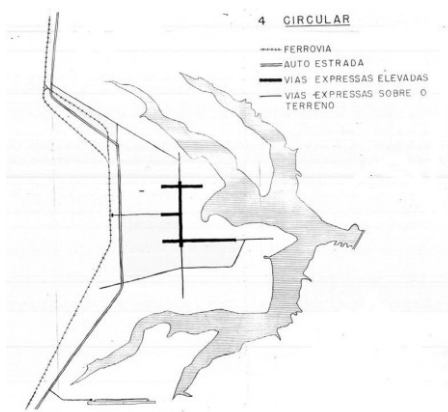 4 CIRCULAR
FERROVIA
AUTO ESTRADA
VIAS EXPRESSAS ELEVADAS
VIAS EXPRESSAS SOBRE O
TERRENO